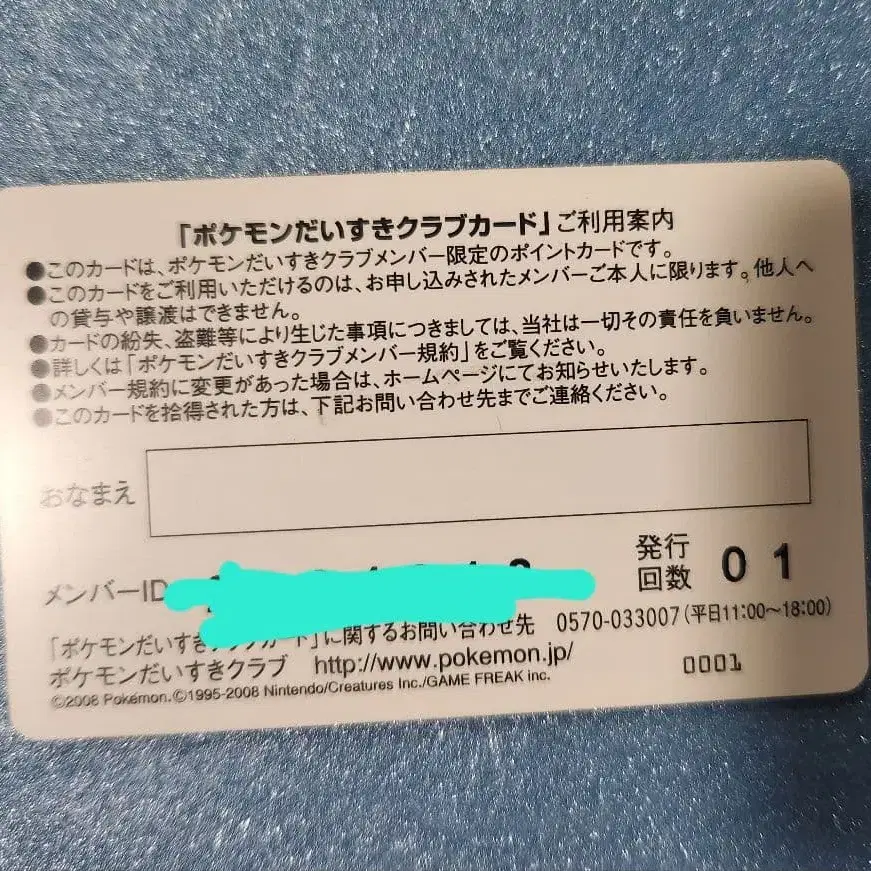 「ポケモンだいすきクラブカード」ご利用案内
●このカードは、ポケモンだいすきクラブメンバー限定のポイントカードです。
●このカードをご利用いただけるのは、お申し込みされたメンバーご本人に限ります。他人へ
の貸与や譲渡はできません。
●カードの紛失、盗難等により生じた事項につきましては、当社は一切その責任を負いません。
●詳しくは「ポケモンだいすきクラブメンバー規約」をご覧ください。
●メンバー規約に変更があった場合は、ホームページにてお知らせいたします。
●このカードを拾得された方は、下記お問い合わせ先までご連絡ください。
おなまえ
メンバーID
発行
回数 01
「ポケモンだいすき ード」に関するお問い合わせ先 0570-033007(平日11:00～18:00)
ポケモンだいすきクラブ http://www.pokemon.jp/
0001
©2008 Pokémon.©1995-2008 Nintendo/Creatures Inc./GAME FREAK inc.